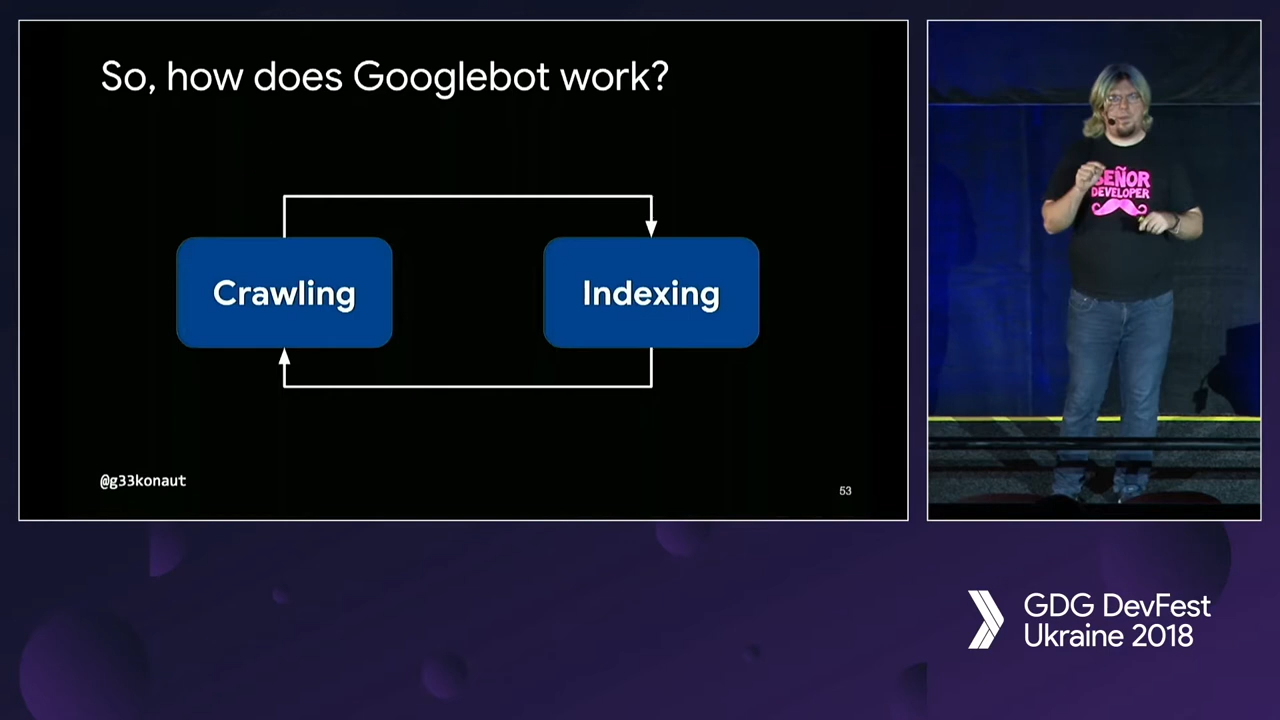 So, how does Googlebot work?
Crawling
Indexing
@g33konaut
53
SEÑOR
DEVELOPER
GDG DevFest
Ukraine 2018